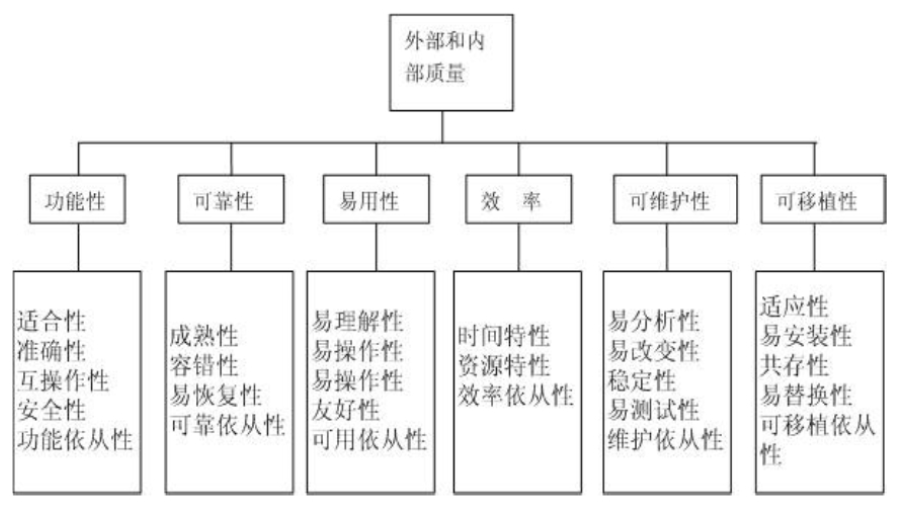 外部和内
部质量
功能性
可靠性
易用性
效 率
可维护性
可移植性
适合性
准确性
互操作性
安全性
功能依从性
成熟性
容错性
易恢复性
可靠依从性
易理解性
易操作性
易操作性
友好性
可用依从性
时间特性
资源特性
效率依从性
易分析性
易改变性
稳定性
易测试性
维护依从性
适应性
易安装性
共存性
易替换性
可移植依从
性